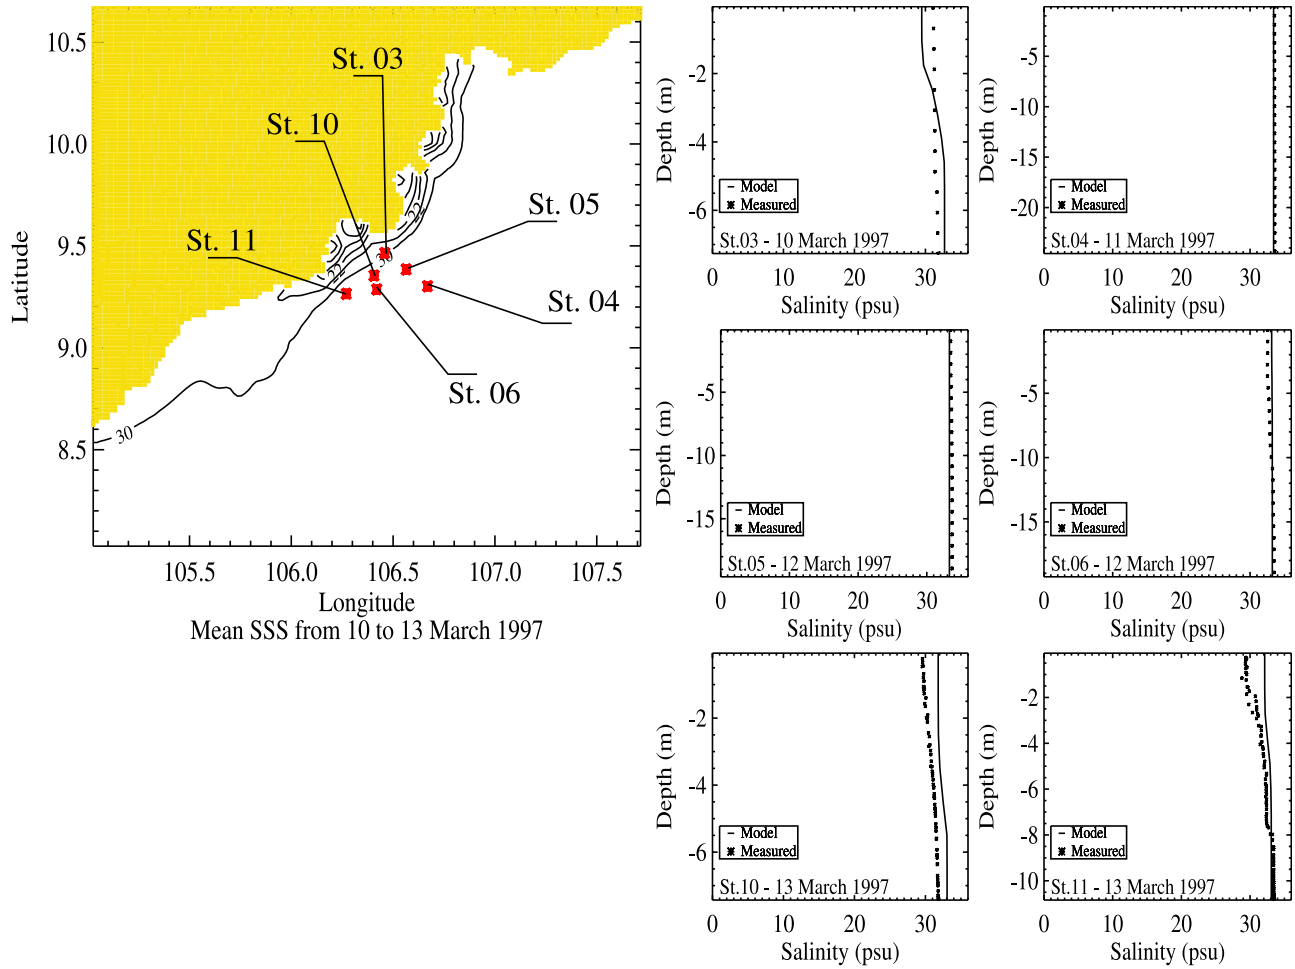 10.5
10.0
9.5
9.0
8.5
Latitude
St. 03
St. 10
St. 05
St. 11
St. 04
St. 06
30
30
105.5 106.0 106.5 107.0 107.5
Longitude
Mean SSS from 10 to 13 March 1997
-2
-4
-6
Depth (m)
– Model
Measured
St.03 - 10 March 1997
0 10 20 30
Salinity (psu)
-5
-10
-15
-20
Depth (m)
– Model
Measured
St.04 - 11 March 1997
0 10 20 30
Salinity (psu)
-5
-10
-15
Depth (m)
– Model
Measured
St.05 - 12 March 1997
0 10 20 30
Salinity (psu)
-5
-10
-15
Depth (m)
– Model
Measured
St.06 - 12 March 1997
0 10 20 30
Salinity (psu)
-2
-4
-6
Depth (m)
– Model
Measured
St.10 - 13 March 1997
0 10 20 30
Salinity (psu)
-2
-4
-6
-8
-10
Depth (m)
– Model
Measured
St.11 - 13 March 1997
0 10 20 30
Salinity (psu)